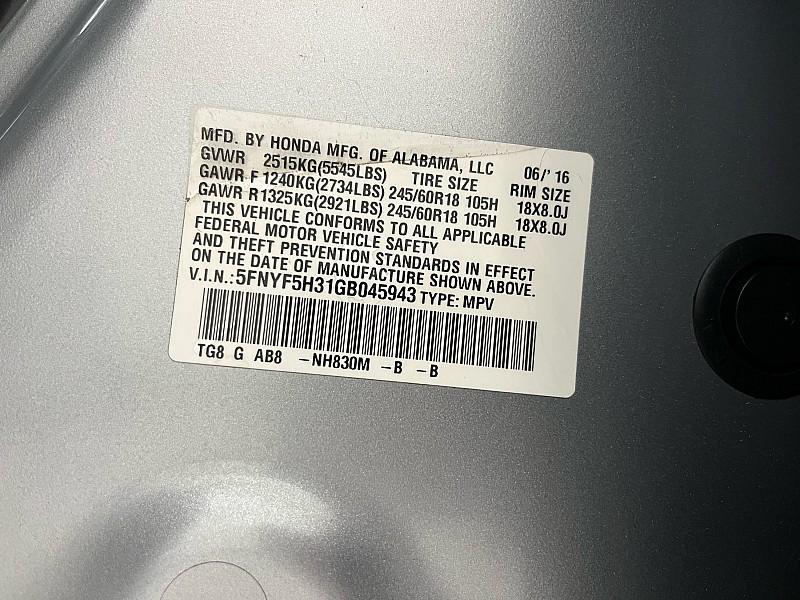 MFD. BY HONDA MFG. OF ALABAMA, LLC 06/' 16
GVWR 2515KG(5545LBS) TIRE SIZE RIM SIZE
GAWR F 1240KG(2734LBS) 245/60R18 105H 18X8.0J
GAWR R 1325KG(2921LBS) 245/60R18 105H 18X8.0J
THIS VEHICLE CONFORMS TO ALL APPLICABLE
FEDERAL MOTOR VEHICLE SAFETY
AND THEFT PREVENTION STANDARDS IN EFFECT
ON THE DATE OF MANUFACTURE SHOWN ABOVE.
V.I.N.:5FNYF5H31GB045943 TYPE: MPV
TG8 G AB8 -NH830M -B -B